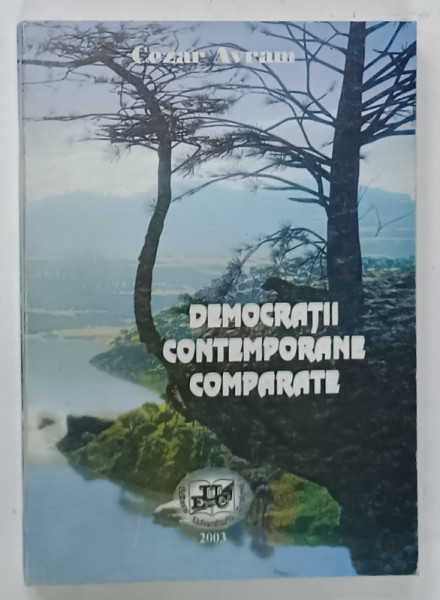 Cezar Avram
DEMOCRAȚII
CONTEMPORANE
COMPARATE
2003